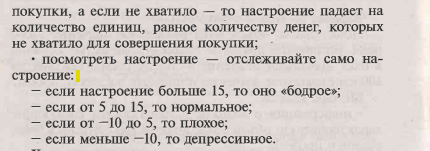 покупки, а если не хватило — то настроение падает на
количество единиц, равное количеству денег, которых
не хватило для совершения покупки;
• посмотреть настроение — отслеживайте само на-
строение:
— если настроение больше 15, то оно «бодрое»;
— если от 5 до 15, то нормальное;
— если от −10 до 5, то плохое;
— если меньше −10, то депрессивное.